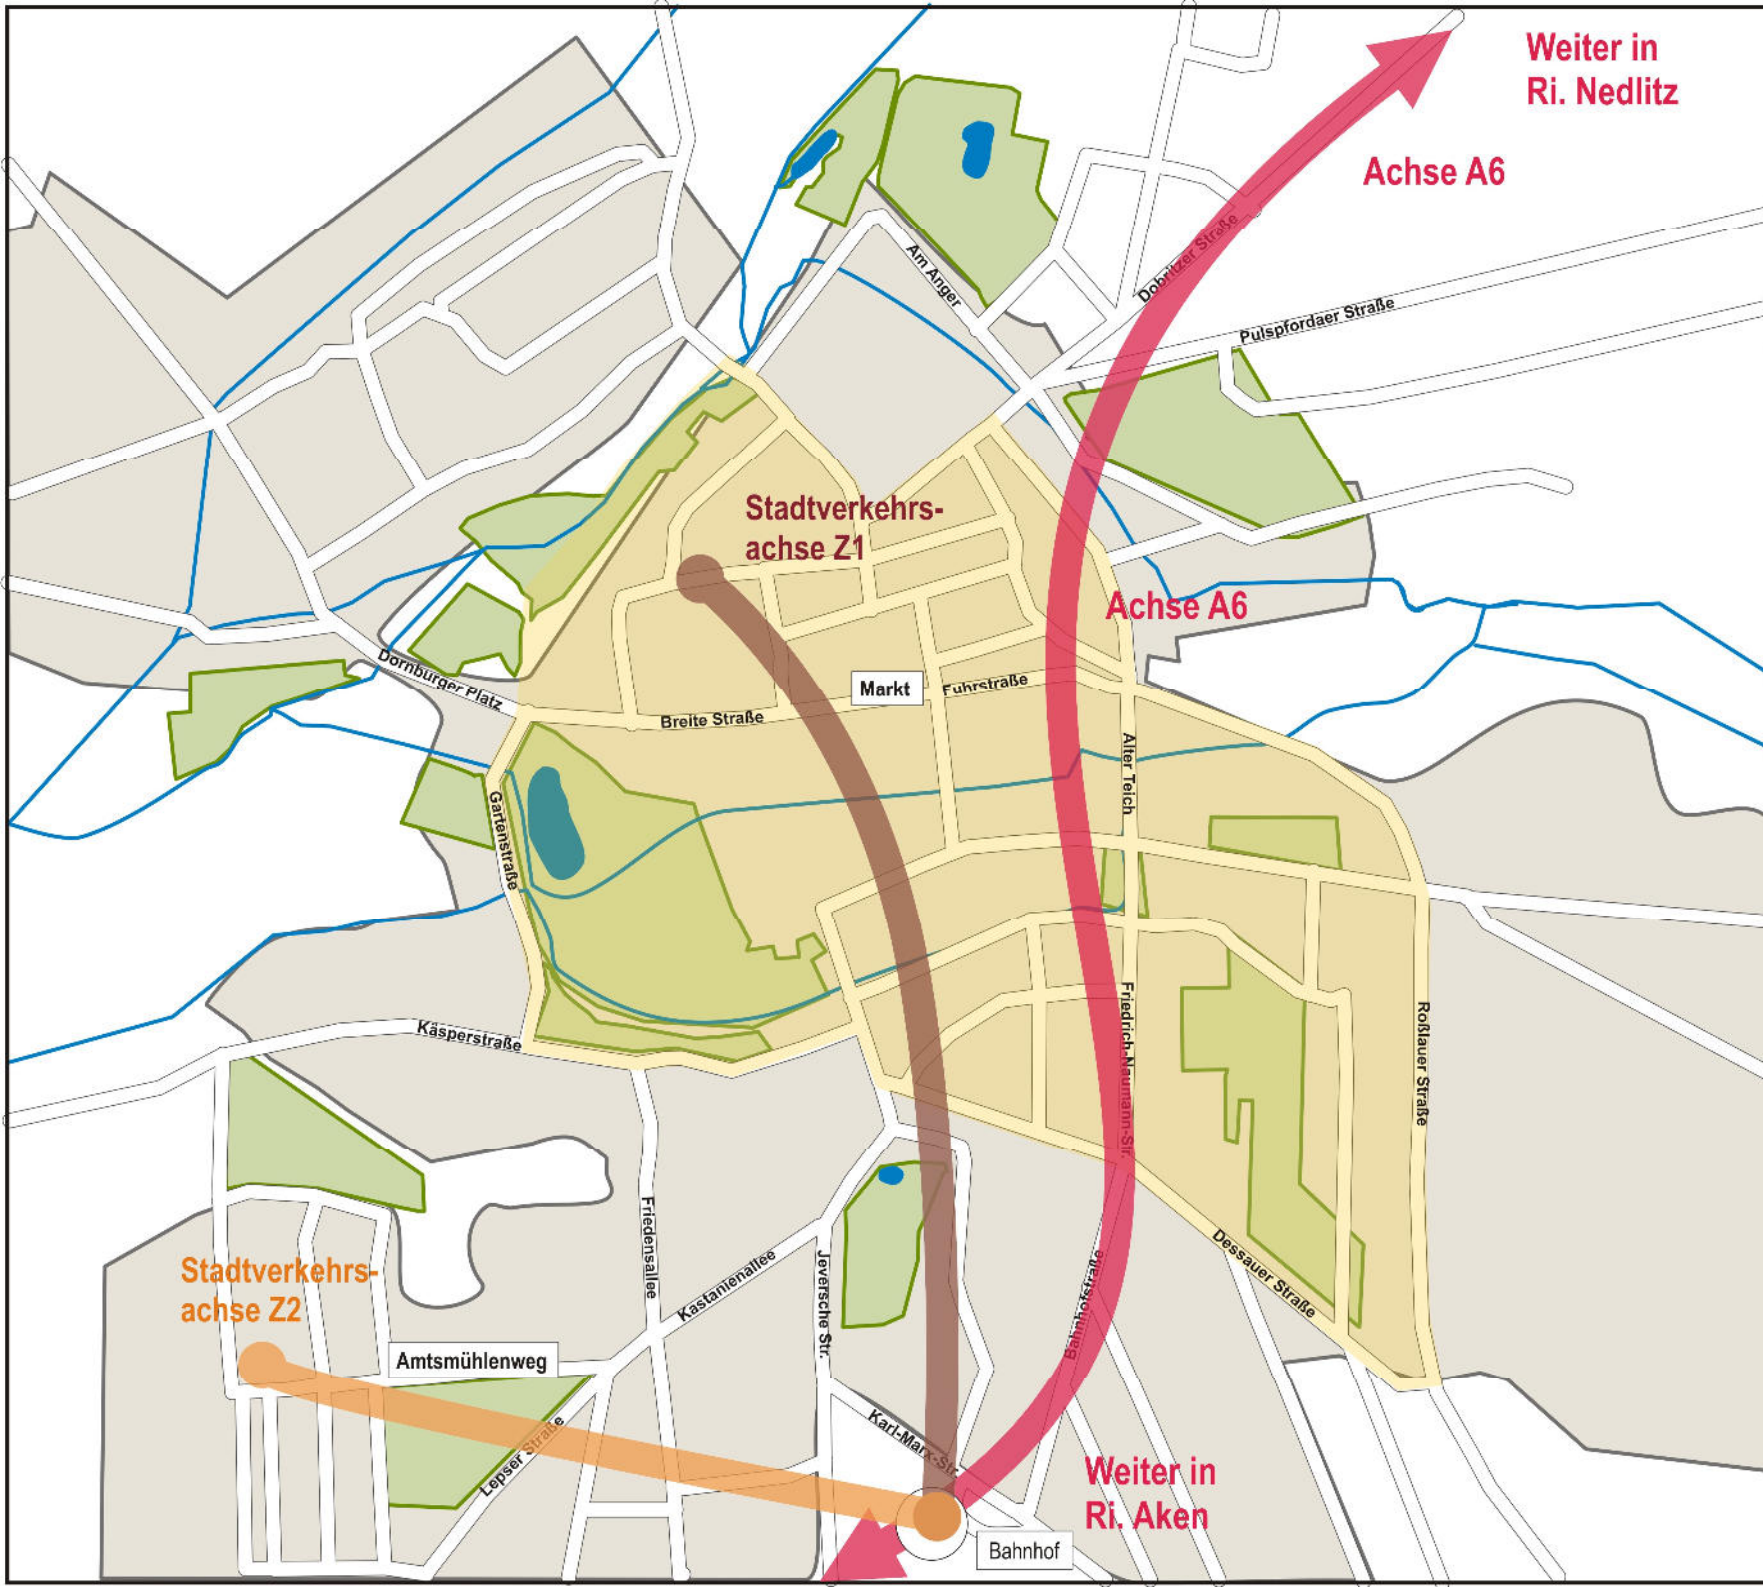 Weiter in
Ri. Nedlitz
Achse A6
Dobritzer Straße
Am Anger
Pulspfordaer Straße
Stadtverkehrs-
achse Z1
Achse A6
Dornburger Platz
Markt
Fuhrstraße
Breite Straße
Alter Teich
Gartenstraße
Käsperstraße
Friedrich-Naumann-Str.
Roßlauer Straße
Friedensallee
Kastanienallee
Jeversche Str.
Bahnhofstraße
Dessauer Straße
Stadtverkehrs-
achse Z2
Amtsmühlenweg
Lepser Straße
Karl-Marx-Str.
Weiter in
Ri. Aken
Bahnhof